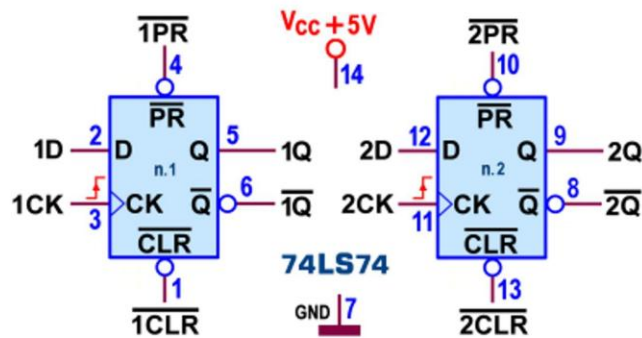 1PR VCC+5V 2PR
4 14 10
PR PR
1D 2 D Q 5 1Q 2D 12 D Q 9 2Q
n.1 n.2
1CK 3 CK Q 6 1Q 2CK 11 CK Q 8 2Q
CLR CLR
74LS74
1 GND 7 13
1CLR 2CLR